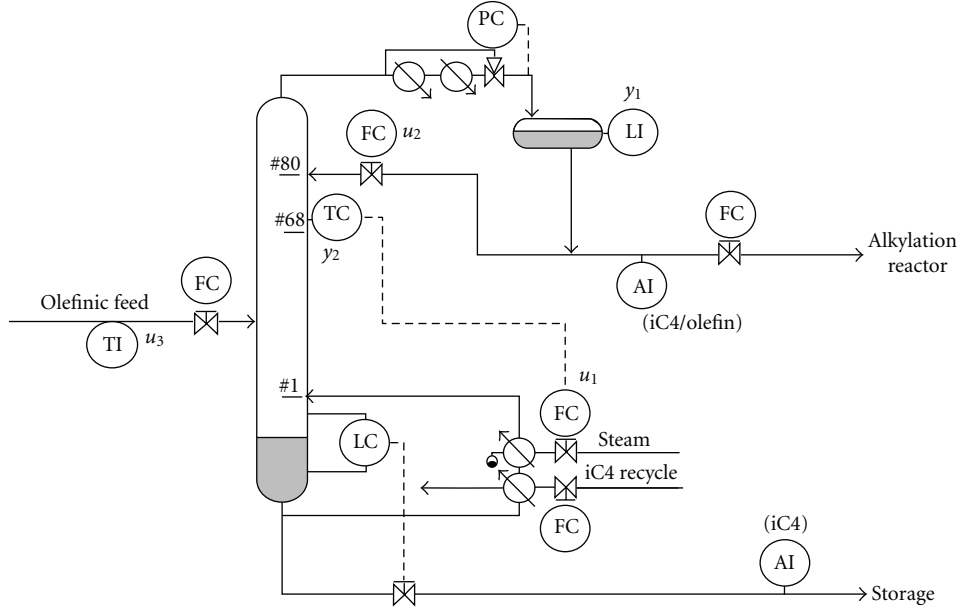 PC
y1
LI
FC u2
#80
#68
TC
y2
FC
Alkylation
reactor
AI
(iC4/olefin)
FC
Olefinic feed
TI
u3
#1
u1
FC
LC
Steam
iC4 recycle
FC
(iC4)
AI
Storage